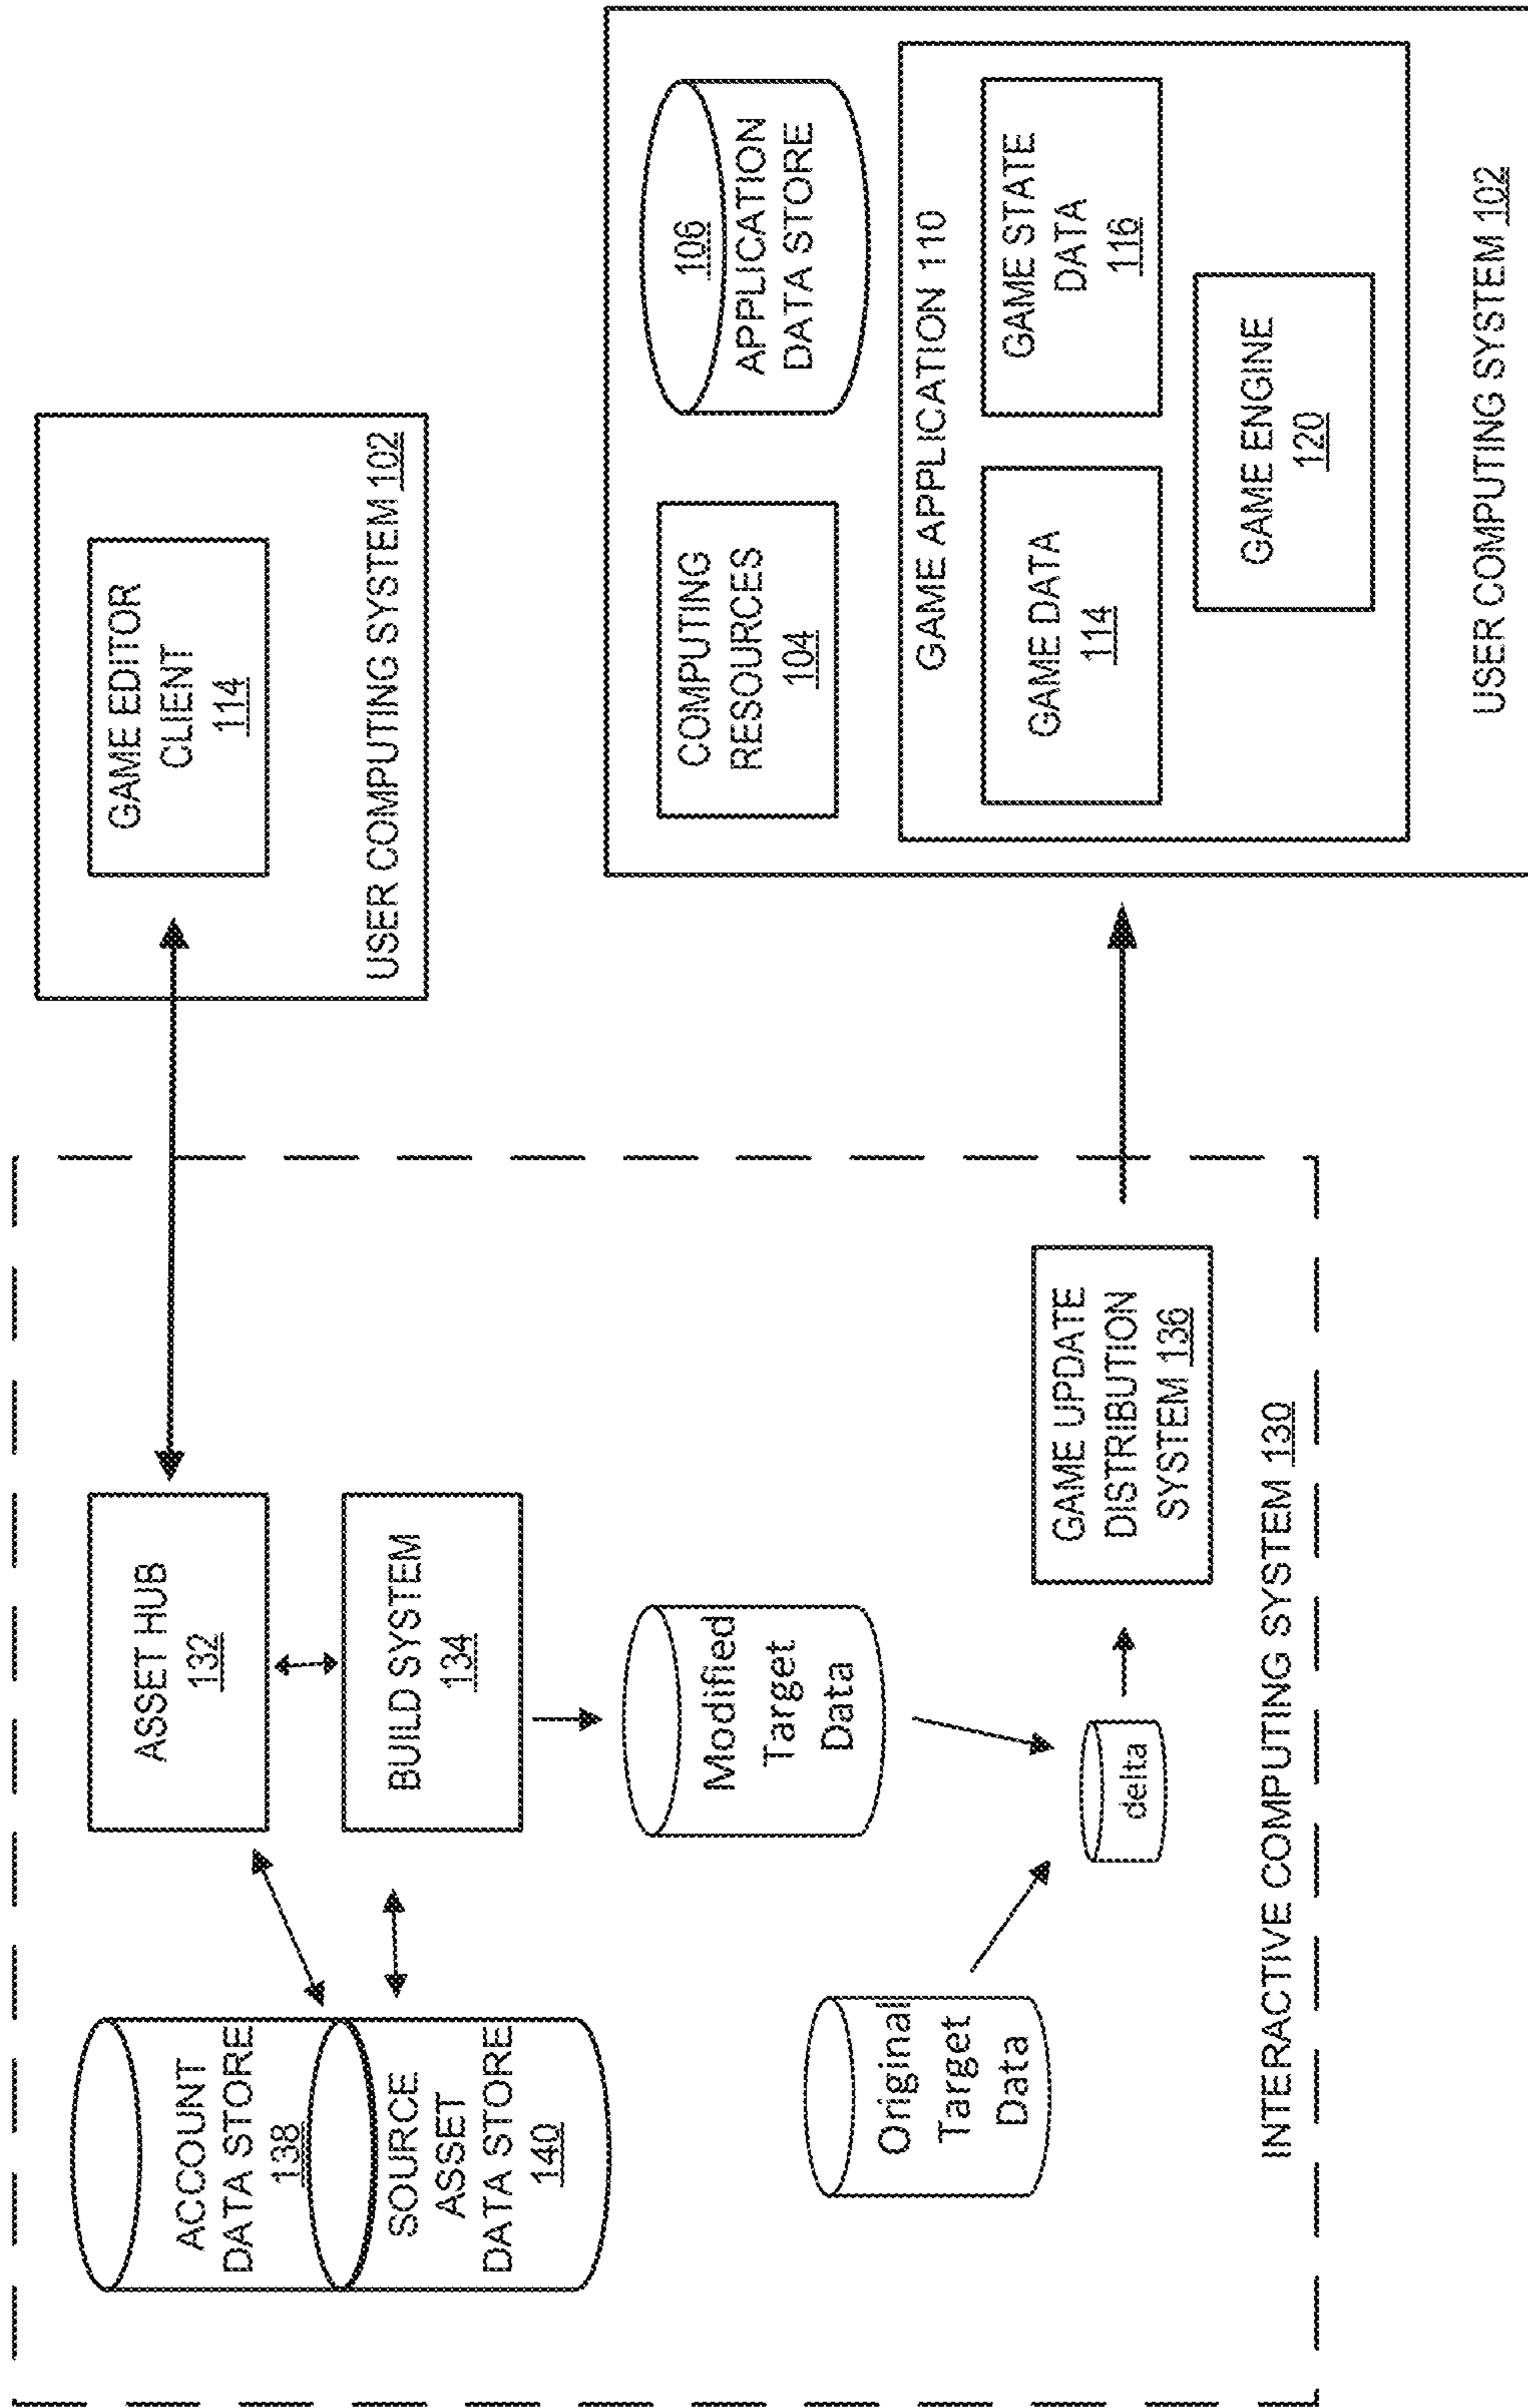 ACCOUNT
DATA STORE
138
SOURCE
ASSET
DATA STORE
140
ASSET HUB
132
BUILD SYSTEM
134
Modified
Target
Data
Original
Target
Data
delta
GAME UPDATE
DISTRIBUTION
SYSTEM 136
INTERACTIVE COMPUTING SYSTEM 130
GAME EDITOR
CLIENT
114
USER COMPUTING SYSTEM 102
COMPUTING
RESOURCES
104
106
APPLICATION
DATA STORE
GAME APPLICATION 110
GAME DATA
114
GAME STATE
DATA
116
GAME ENGINE
120
USER COMPUTING SYSTEM 102